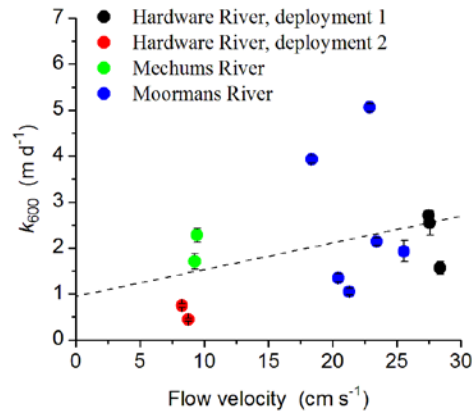 Hardware River, deployment 1
Hardware River, deployment 2
Mechums River
Moormans River
7
6
5
4
3
2
1
0
k600 (m d-1)
0 5 10 15 20 25 30
Flow velocity (cm s-1)